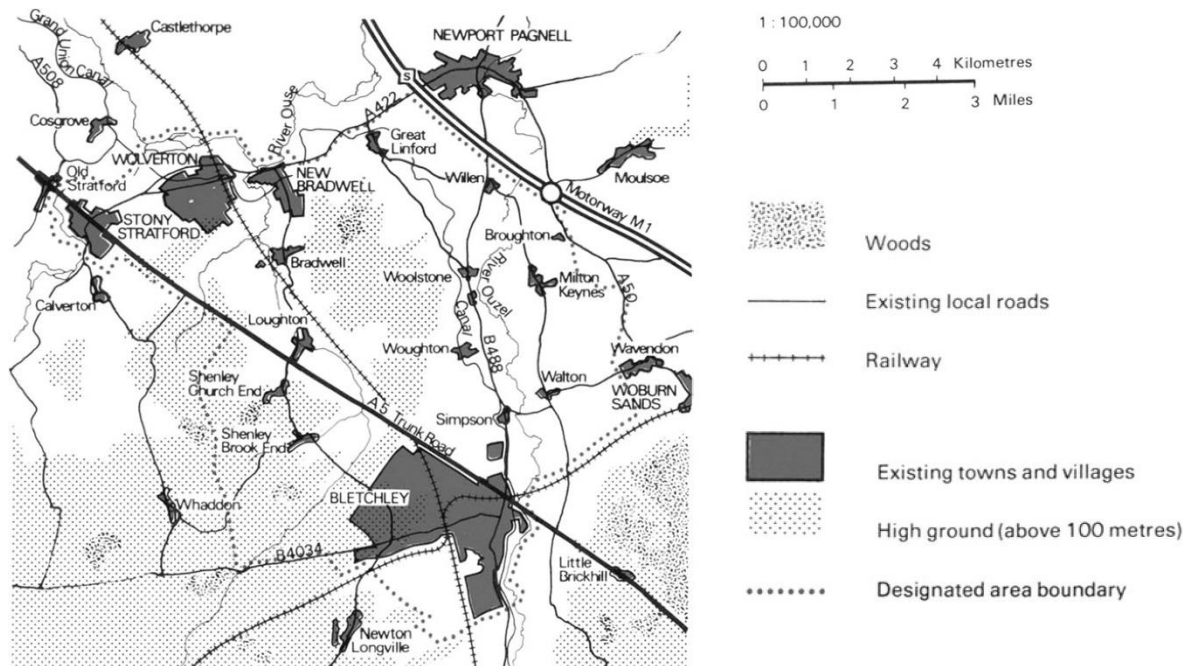 Grand Union Canal
Castlethorpe
A508
NEWPORT PAGNELL
S
Cosgrove
River Ouse
A422
Great
Linford
WOLVERTON
Old
Stratford
NEW
BRADWELL
Willen
Moulsoe
Motorway M1
STONY
STRATFORD
Broughton
Bradwell
Woolstone
River Ouzel
Milton
Keynes
A50
Calverton
Loughton
Canal
B488
Woughton
Wavendon
Shenley
Church End
A5 Trunk Road
Walton
WOBURN
SANDS
Simpson
Shenley
Brook End
BLETCHLEY
Whaddon
B4034
Little
Brickhill
Newton
Longville
1:100,000
0 1 2 3 4 Kilometres
0 1 2 3 Miles
Woods
Existing local roads
Railway
Existing towns and villages
High ground (above 100 metres)
Designated area boundary